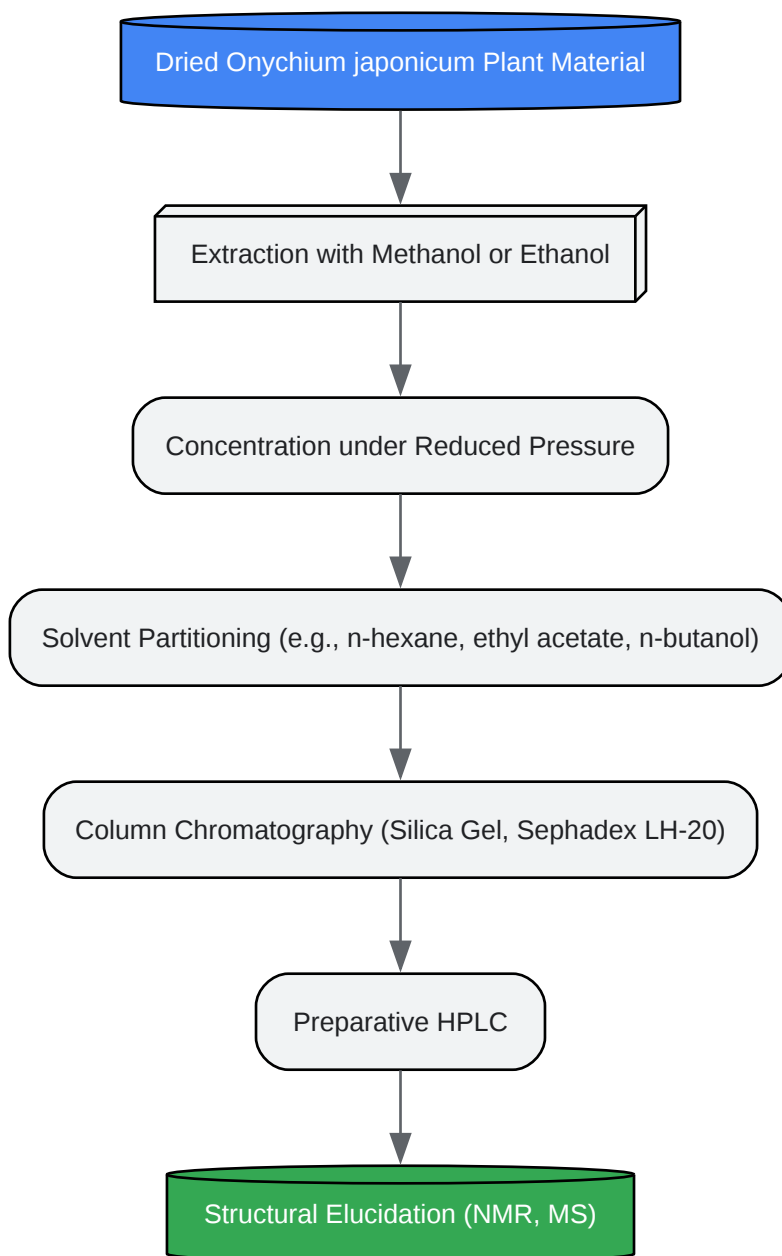 Dried Onychium japonicum Plant Material
Extraction with Methanol or Ethanol
Concentration under Reduced Pressure
Solvent Partitioning (e.g., n-hexane, ethyl acetate, n-butanol)
Column Chromatography (Silica Gel, Sephadex LH-20)
Preparative HPLC
Structural Elucidation (NMR, MS)